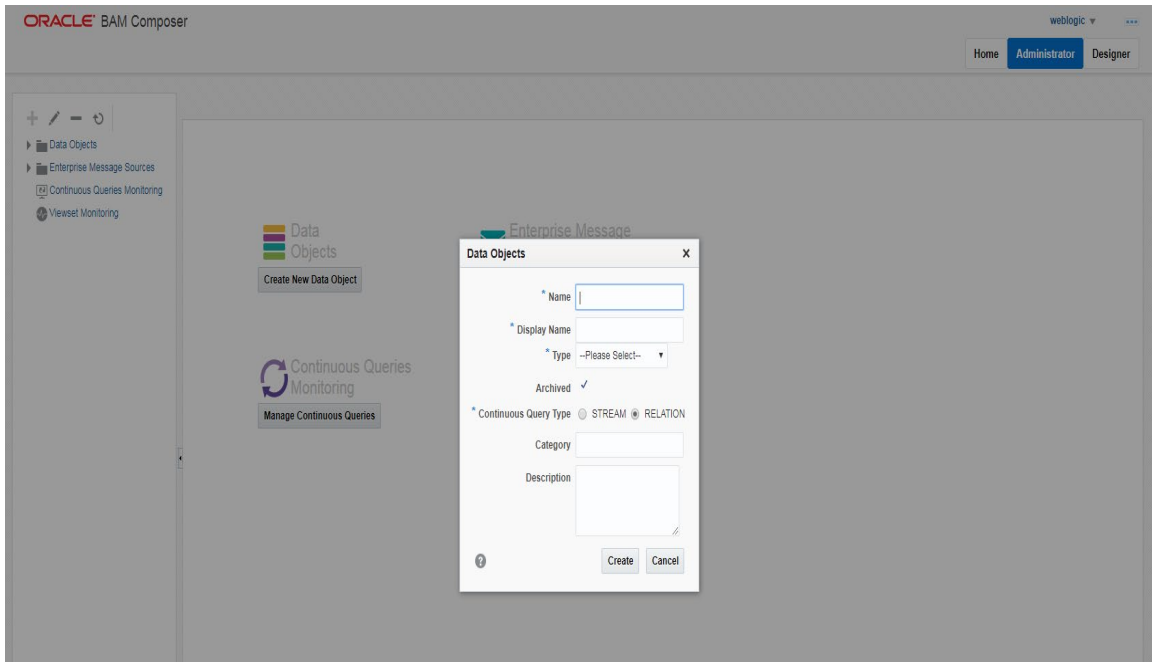 ORACLE' BAM Composer
weblogic
Home Administrator Designer
Data Objects
Enterprise Message Sources
Continuous Queries Monitoring
Viewset Monitoring
Data
Objects
Create New Data Object
Enterprise Message
Continuous Queries
Monitoring
Manage Continuous Queries
Data Objects X
* Name
* Display Name
* Type --Please Select--
Archived ✓
* Continuous Query Type STREAM RELATION
Category
Description
? Create Cancel